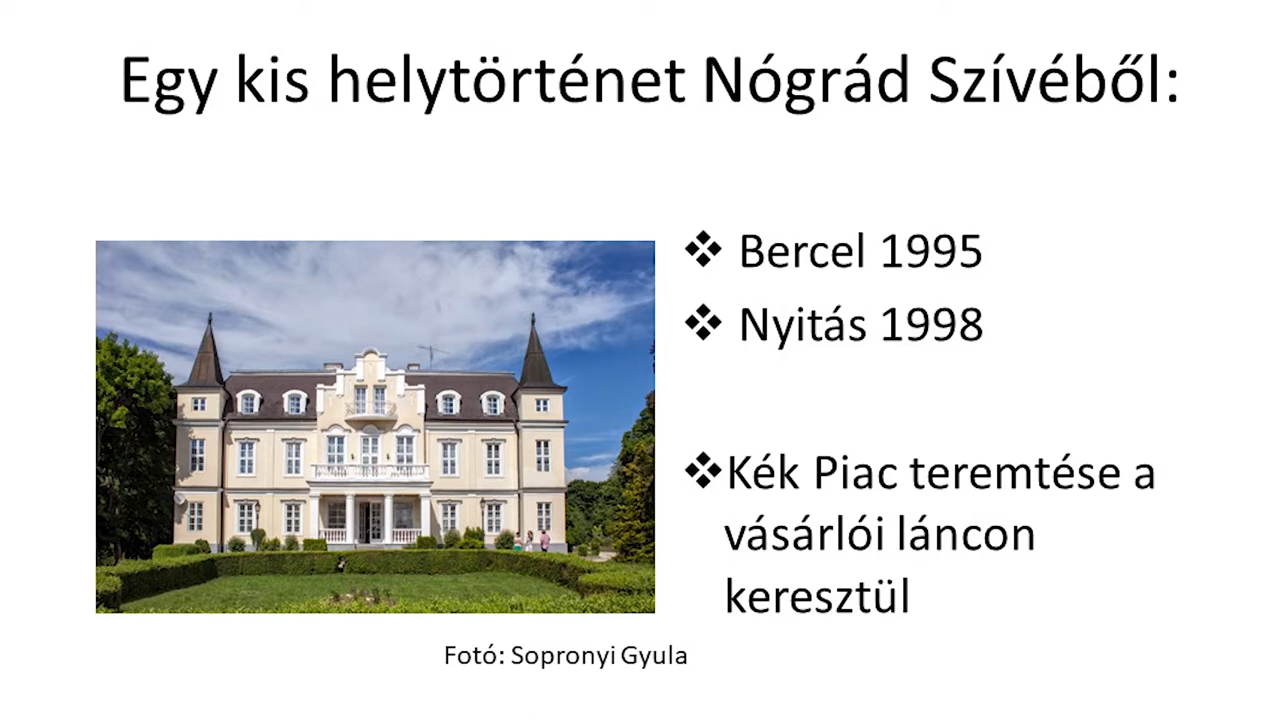 Egy kis helytörténet Nógrád Szívéből:
❖ Bercel 1995
❖ Nyitás 1998
❖Kék Piac teremtése a
vásárlói láncon
keresztül
Fotó: Sopronyi Gyula